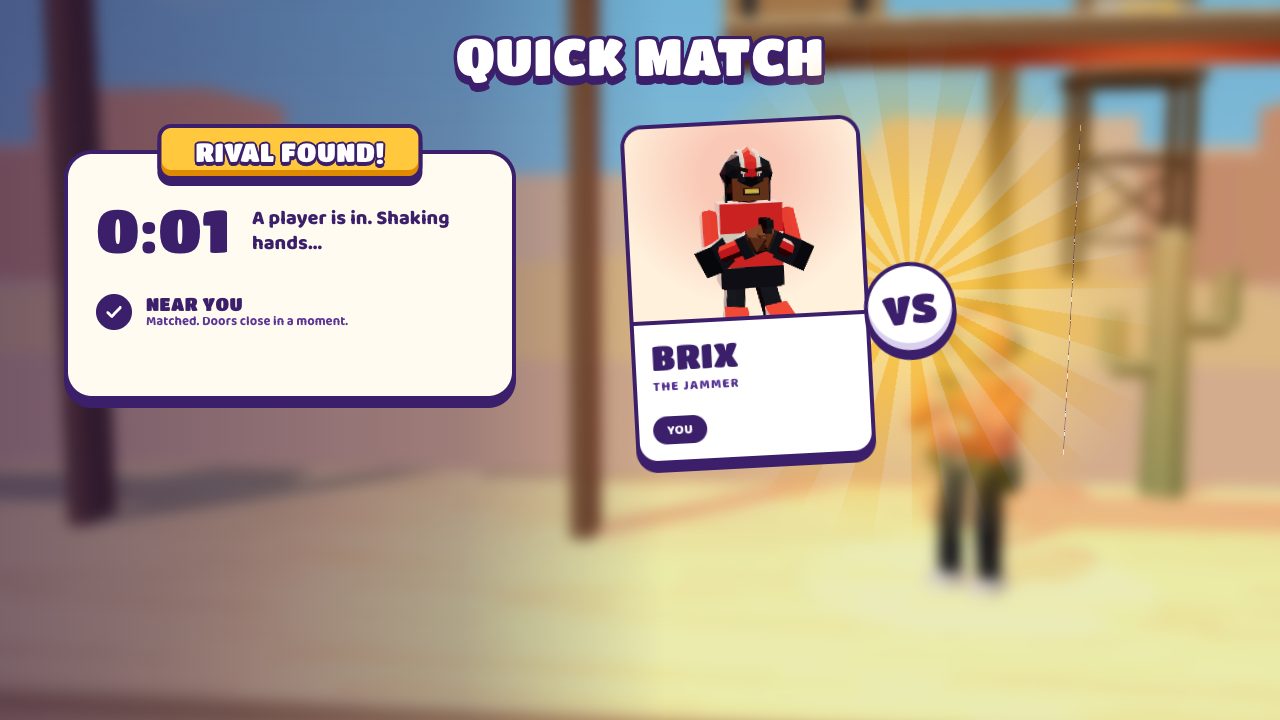 QUICK MATCH
RIVAL FOUND!
0:01
A player is in. Shaking
hands...
NEAR YOU
Matched. Doors close in a moment.
BRIX
THE JAMMER
YOU
VS